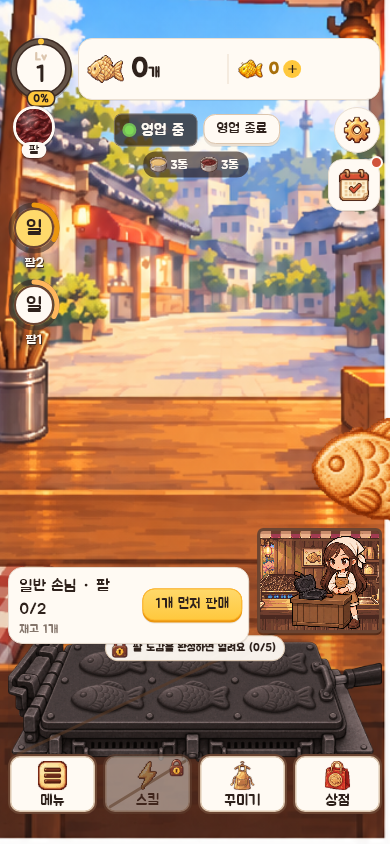 Lv
1
0%
0개
0 +
팥
영업 중
영업 종료
3통
3통
일
팥2
일
팥1
일반 손님 · 팥
0/2
재고 1개
1개 먼저 판매
팥 도감을 완성하면 열려요 (0/5)
메뉴
스킬
꾸미기
상점